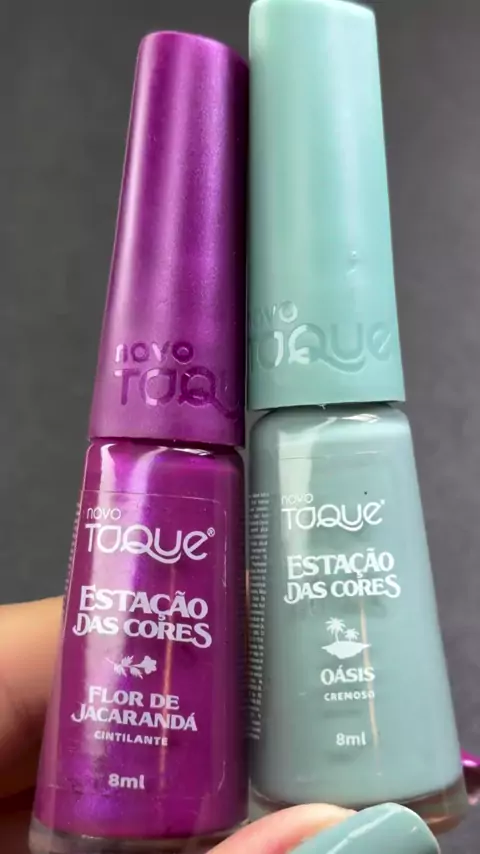 novo
TOQUE
novo
TOQUE®
ESTAÇÃO
DAS CORES
FLOR DE
JACARANDÁ
CINTILANTE
8ml
novo
TOQUE
novo
TOQUE®
ESTAÇÃO
DAS CORES
OÁSIS
CREMOSO
8ml